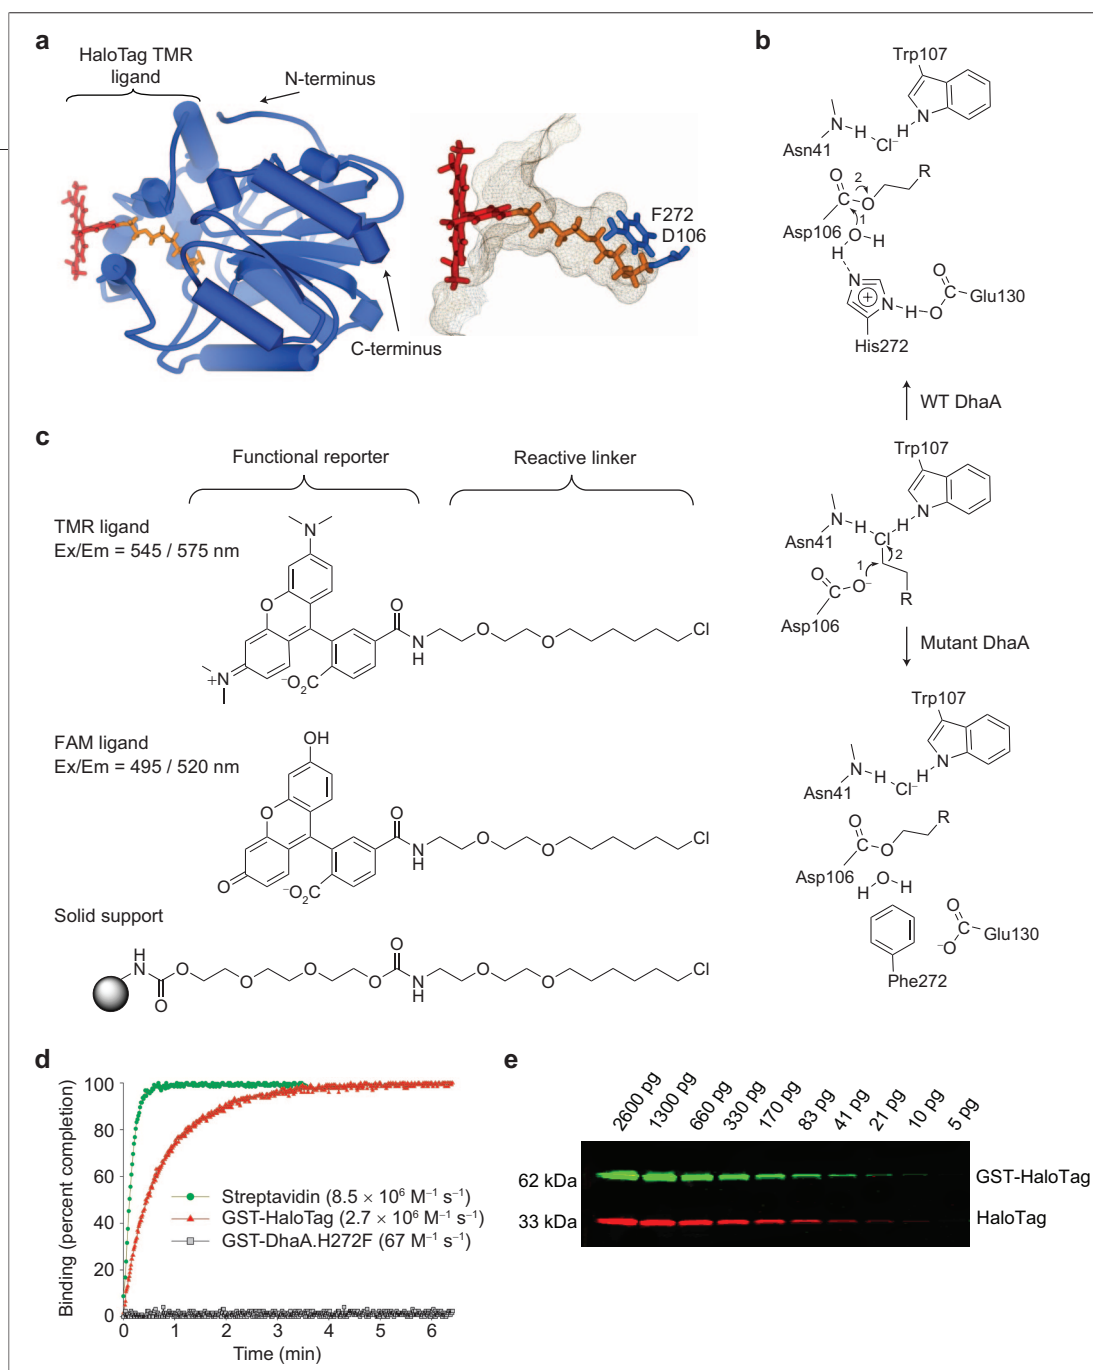 a
HaloTag TMR
ligand
N-terminus
C-terminus
F272
D106
b
Trp107
N
H
Cl⁻
H
N
Asn41
O
C
O
2
R
1
Asp106
O
H
H
N
+
N
H
O
C
O
Glu130
His272
WT DhaA
Trp107
N
H
Cl
H
N
Asn41
1
2
O
C
O⁻
R
Asp106
Mutant DhaA
Trp107
N
H
Cl⁻
H
N
Asn41
O
C
O
R
Asp106
H
O
H
O
C
⁻O
Glu130
Phe272
c
Functional reporter
Reactive linker
TMR ligand
Ex/Em = 545 / 575 nm
N
O
N
+
⁻O₂C
O
N
H
O
O
Cl
FAM ligand
Ex/Em = 495 / 520 nm
OH
O
O
⁻O₂C
O
N
H
O
O
Cl
Solid support
H
N
O
O
O
O
O
O
N
H
O
O
Cl
d
Binding (percent completion)
100
80
60
40
20
0
0 1 2 3 4 5 6
Time (min)
Streptavidin (8.5 × 10⁶ M⁻¹ s⁻¹)
GST-HaloTag (2.7 × 10⁶ M⁻¹ s⁻¹)
GST-DhaA.H272F (67 M⁻¹ s⁻¹)
e
2600 pg
1300 pg
660 pg
330 pg
170 pg
83 pg
41 pg
21 pg
10 pg
5 pg
62 kDa
GST-HaloTag
33 kDa
HaloTag